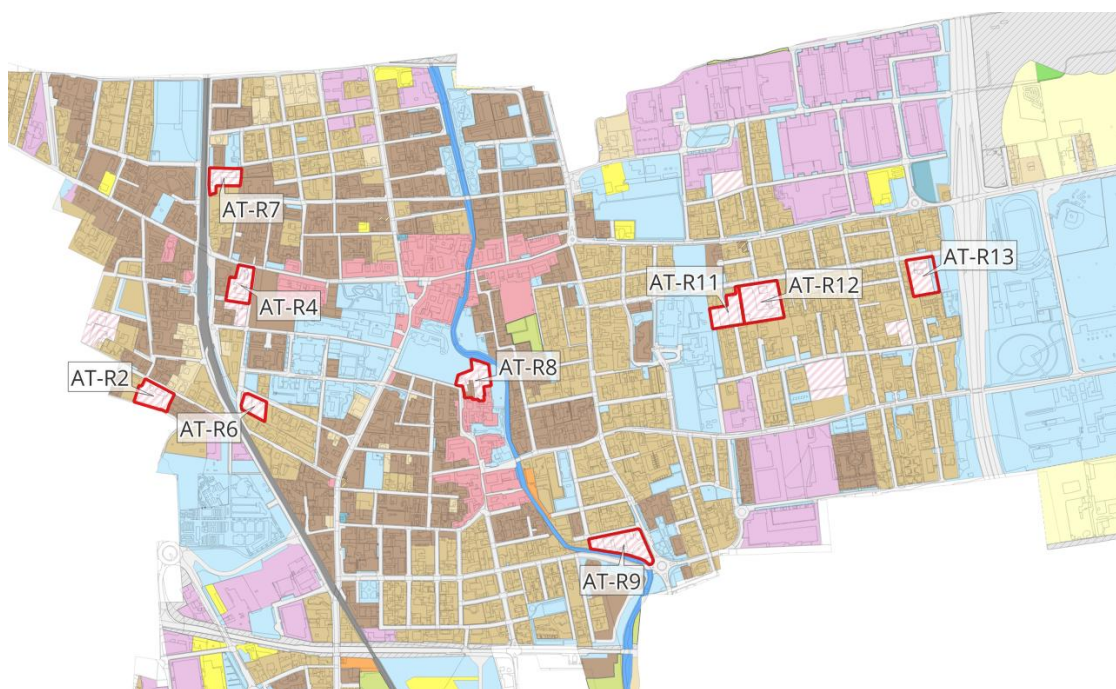 AT-R7
AT-R4
AT-R11
AT-R12
AT-R13
AT-R8
AT-R2
AT-R6
AT-R9